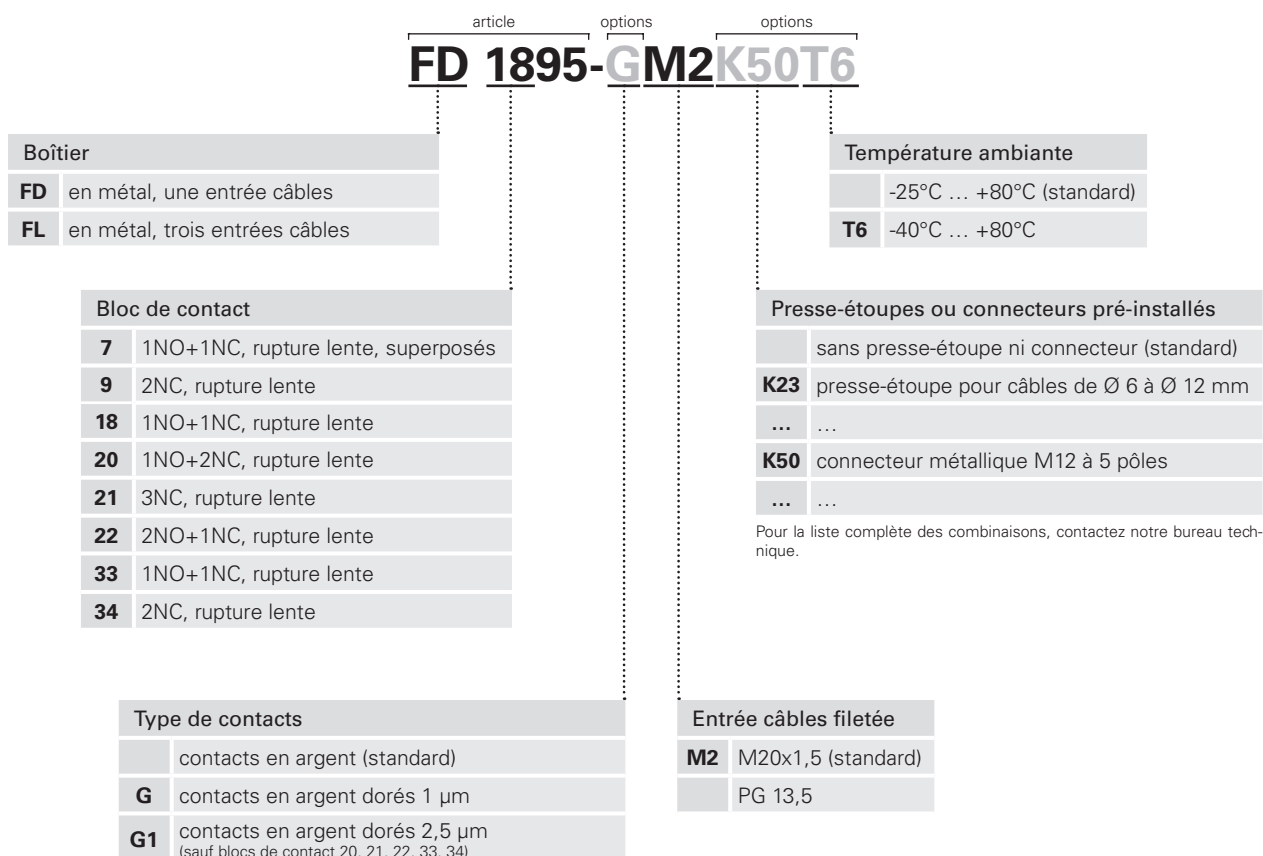 article options options
FD 1895-GM2K50T6
Boîtier
FD en métal, une entrée câbles
FL en métal, trois entrées câbles
Température ambiante
-25°C … +80°C (standard)
T6 -40°C … +80°C
Bloc de contact
7 1NO+1NC, rupture lente, superposés
9 2NC, rupture lente
18 1NO+1NC, rupture lente
20 1NO+2NC, rupture lente
21 3NC, rupture lente
22 2NO+1NC, rupture lente
33 1NO+1NC, rupture lente
34 2NC, rupture lente
Presse-étoupes ou connecteurs pré-installés
sans presse-étoupe ni connecteur (standard)
K23 presse-étoupe pour câbles de Ø 6 à Ø 12 mm
… …
K50 connecteur métallique M12 à 5 pôles
… …
Pour la liste complète des combinaisons, contactez notre bureau tech-
nique.
Type de contacts
contacts en argent (standard)
G contacts en argent dorés 1 µm
G1 contacts en argent dorés 2,5 µm
(sauf blocs de contact 20, 21, 22, 33, 34)
Entrée câbles filetée
M2 M20x1,5 (standard)
PG 13,5